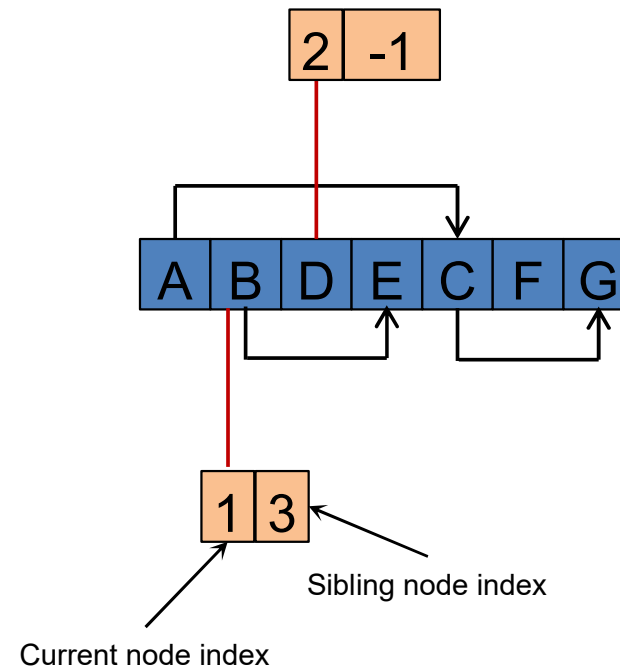 2 -1
A B D E C F G
1 3
Sibling node index
Current node index